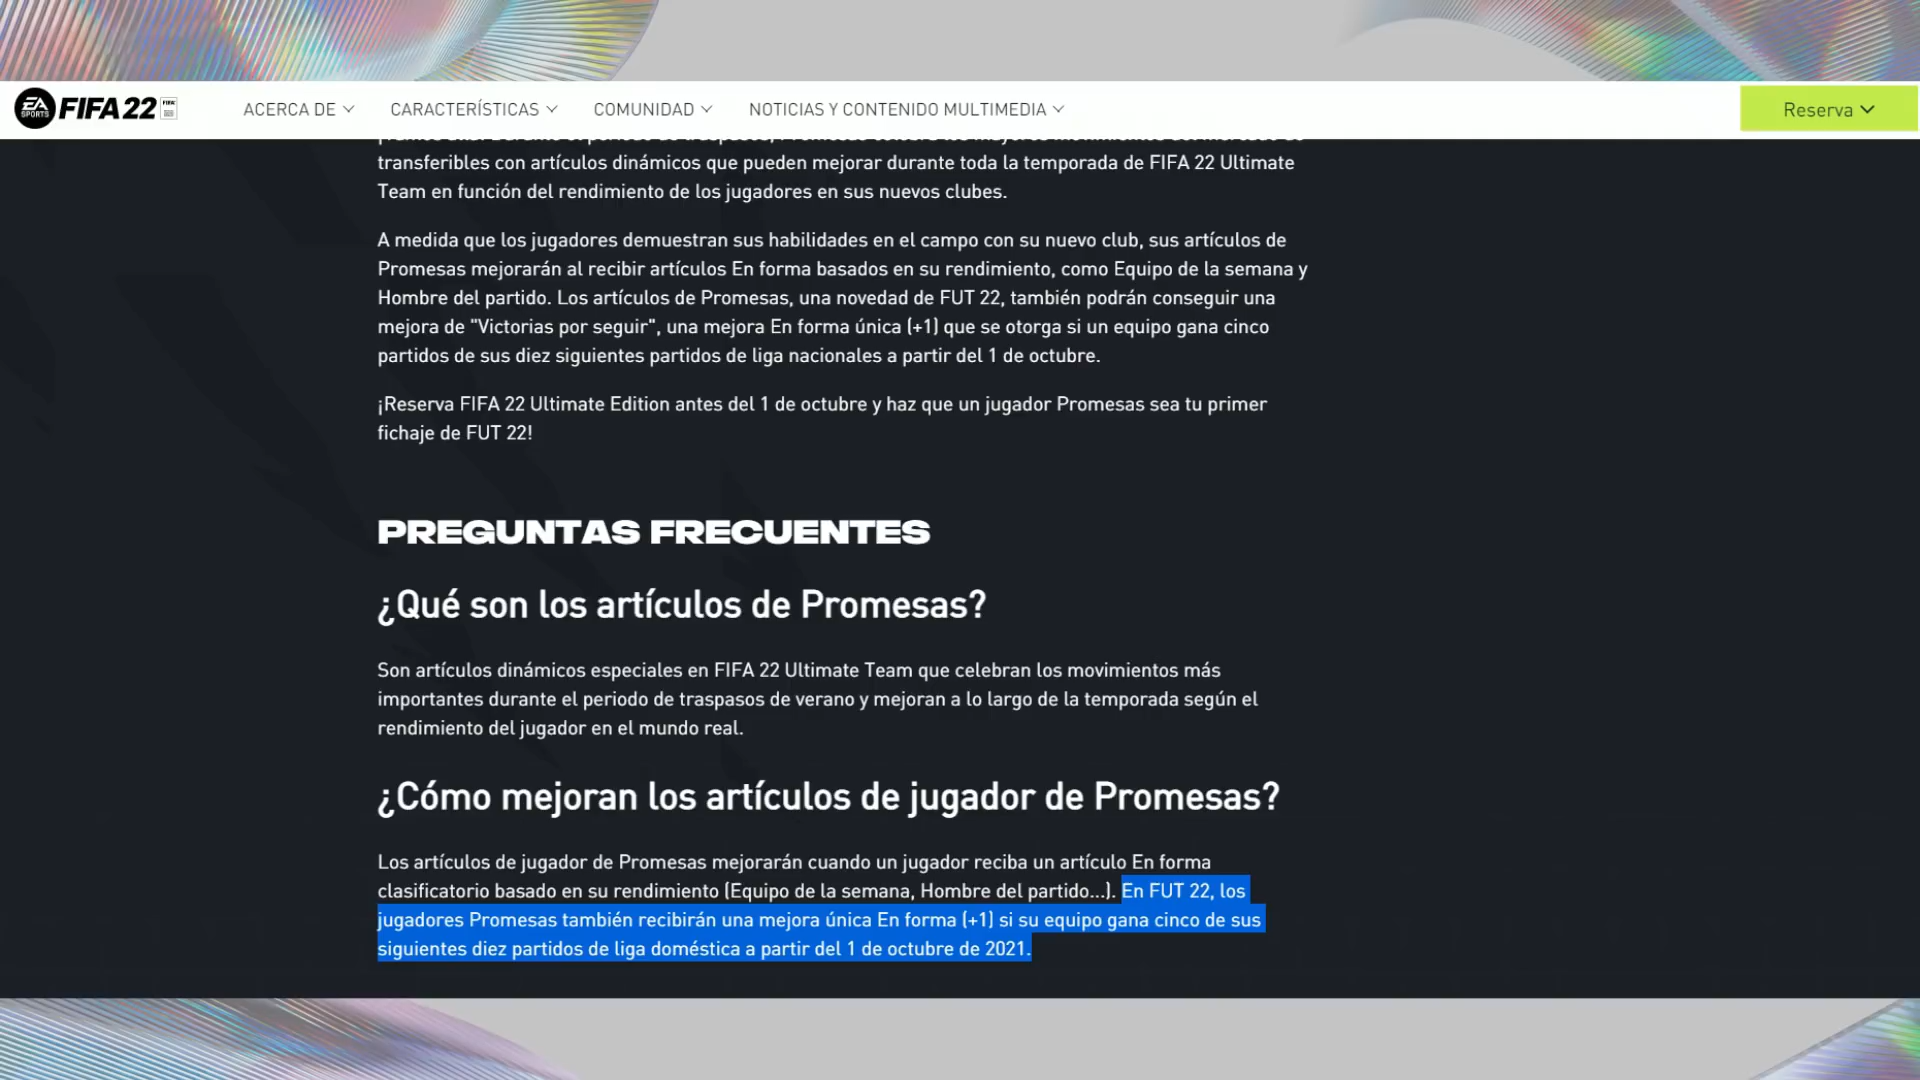 EA SPORTS FIFA 22
ACERCA DE
CARACTERÍSTICAS
COMUNIDAD
NOTICIAS Y CONTENIDO MULTIMEDIA
Reserva
transferibles con artículos dinámicos que pueden mejorar durante toda la temporada de FIFA 22 Ultimate
Team en función del rendimiento de los jugadores en sus nuevos clubes.
A medida que los jugadores demuestran sus habilidades en el campo con su nuevo club, sus artículos de
Promesas mejorarán al recibir artículos En forma basados en su rendimiento, como Equipo de la semana y
Hombre del partido. Los artículos de Promesas, una novedad de FUT 22, también podrán conseguir una
mejora de "Victorias por seguir", una mejora En forma única (+1) que se otorga si un equipo gana cinco
partidos de sus diez siguientes partidos de liga nacionales a partir del 1 de octubre.
¡Reserva FIFA 22 Ultimate Edition antes del 1 de octubre y haz que un jugador Promesas sea tu primer
fichaje de FUT 22!
PREGUNTAS FRECUENTES
¿Qué son los artículos de Promesas?
Son artículos dinámicos especiales en FIFA 22 Ultimate Team que celebran los movimientos más
importantes durante el periodo de traspasos de verano y mejoran a lo largo de la temporada según el
rendimiento del jugador en el mundo real.
¿Cómo mejoran los artículos de jugador de Promesas?
Los artículos de jugador de Promesas mejorarán cuando un jugador reciba un artículo En forma
clasificatorio basado en su rendimiento (Equipo de la semana, Hombre del partido...). En FUT 22, los
jugadores Promesas también recibirán una mejora única En forma (+1) si su equipo gana cinco de sus
siguientes diez partidos de liga doméstica a partir del 1 de octubre de 2021.